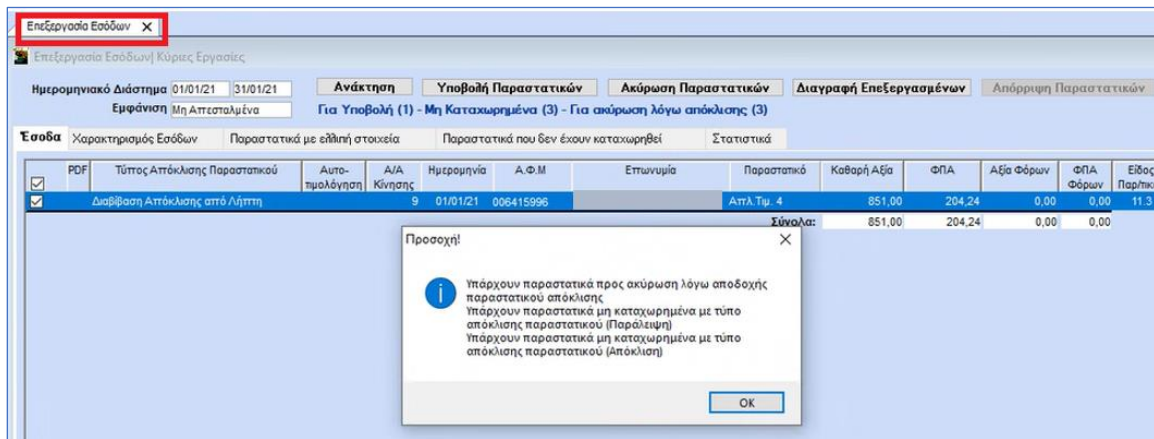 Επεξεργασία Εσόδων X
Επεξεργασία Εσόδων| Κύριες Εργασίες
Ημερομηνιακό Διάστημα 01/01/21 31/01/21 Ανάκτηση Υποβολή Παραστατικών Ακύρωση Παραστατικών Διαγραφή Επεξεργασμένων Απόρριψη Παραστατικών
Εμφάνιση Μη Απεσταλμένα Για Υποβολή (1) - Μη Καταχωρημένα (3) - Για ακύρωση λόγω απόκλισης (3)
Έσοδα Χαρακτηρισμός Εσόδων Παραστατικά με ελλιπή στοιχεία Παραστατικά που δεν έχουν καταχωρηθεί Στατιστικά
PDF Τύπος Απόκλισης Παραστατικού Αυτο- Α/Α Ημερομηνία Α.Φ.Μ Επωνυμία Παραστατικό Καθαρή Αξία ΦΠΑ Αξία Φόρων ΦΠΑ Είδος
τιμολόγηση Κίνησης Φόρων Παρ/τικο
Διαβίβαση Απόκλισης από Λήπτη 9 01/01/21 006415996 Απλ.Τιμ. 4 851,00 204,24 0,00 0,00 11.3
Σύνολα: 851,00 204,24 0,00 0,00
Προσοχή!
Υπάρχουν παραστατικά προς ακύρωση λόγω αποδοχής
παραστατικού απόκλισης
Υπάρχουν παραστατικά μη καταχωρημένα με τύπο
απόκλισης παραστατικού (Παράλειψη)
Υπάρχουν παραστατικά μη καταχωρημένα με τύπο
απόκλισης παραστατικού (Απόκλιση)
OK